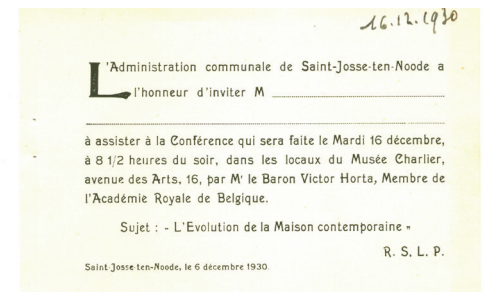 16.12.1930
L'Administration communale de Saint-Josse-ten-Noode a
l'honneur d'inviter M
à assister à la Conférence qui sera faite le Mardi 16 décembre,
à 8 1/2 heures du soir, dans les locaux du Musée Charlier,
avenue des Arts, 16, par Mr le Baron Victor Horta, Membre de
l'Académie Royale de Belgique.
Sujet : - L'Evolution de la Maison contemporaine "
R. S. L. P.
Saint-Josse-ten-Noode, le 6 décembre 1930.